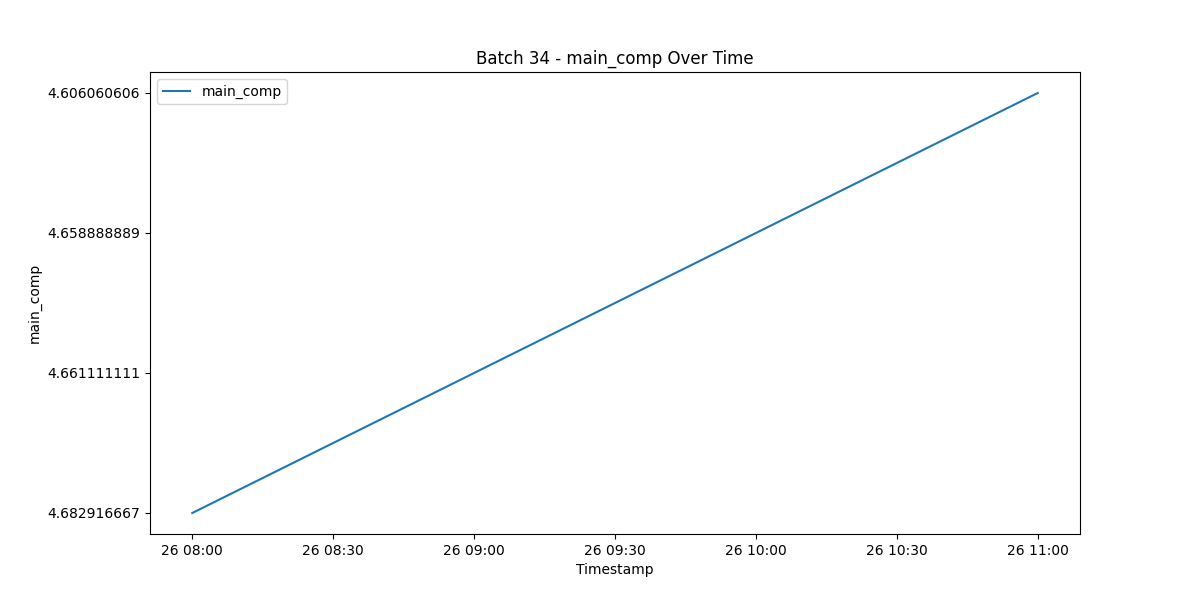 Batch 34 - main_comp Over Time
main_comp
4.606060606
4.658888889
4.661111111
4.682916667
main_comp
26 08:00
26 08:30
26 09:00
26 09:30
26 10:00
26 10:30
26 11:00
Timestamp